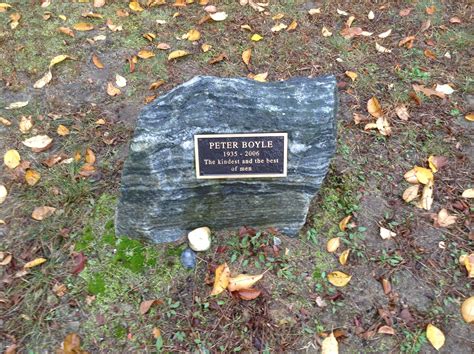 PETER BOYLE
1935 - 2006
The kindest and the best
of men